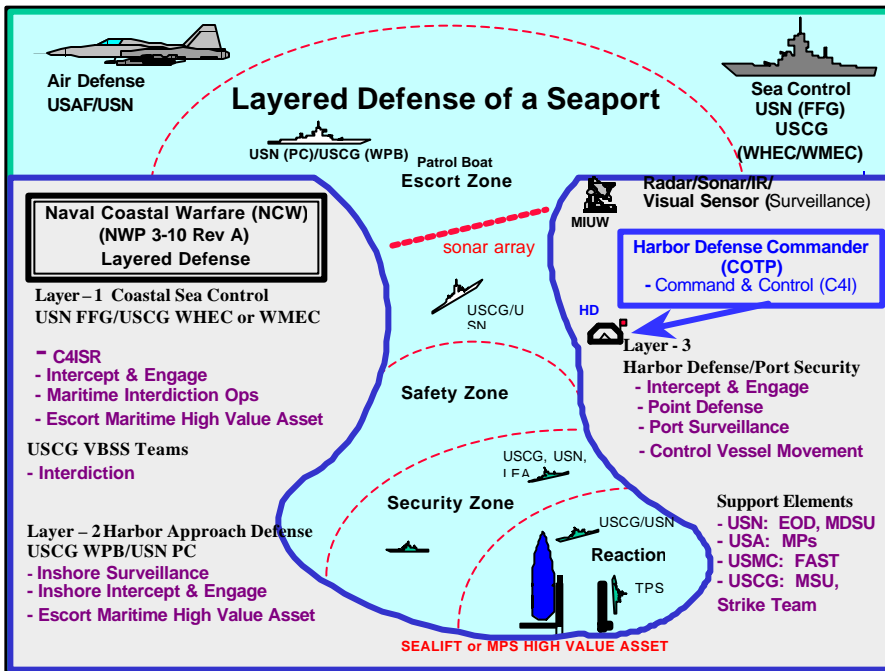 Air Defense
USAF/USN
Layered Defense of a Seaport
Sea Control
USN (FFG)
USCG
(WHEC/WMEC)
USN (PC)/USCG (WPB)
Patrol Boat
Escort Zone
Radar/Sonar/IR/
Visual Sensor (Surveillance)
MIUW
Naval Coastal Warfare (NCW)
(NWP 3-10 Rev A)
Layered Defense
sonar array
Harbor Defense Commander
(COTP)
- Command & Control (C4I)
Layer – 1 Coastal Sea Control
USN FFG/USCG WHEC or WMEC
- C4ISR
- Intercept & Engage
- Maritime Interdiction Ops
- Escort Maritime High Value Asset
USCG VBSS Teams
- Interdiction
USCG/U
SN
HD
Layer - 3
Harbor Defense/Port Security
- Intercept & Engage
- Point Defense
- Port Surveillance
- Control Vessel Movement
Safety Zone
USCG, USN,
LEA
Security Zone
Layer – 2 Harbor Approach Defense
USCG WPB/USN PC
- Inshore Surveillance
- Inshore Intercept & Engage
- Escort Maritime High Value Asset
USCG/USN
Reaction
TPS
Support Elements
- USN: EOD, MDSU
- USA: MPs
- USMC: FAST
- USCG: MSU,
Strike Team
SEALIFT or MPS HIGH VALUE ASSET